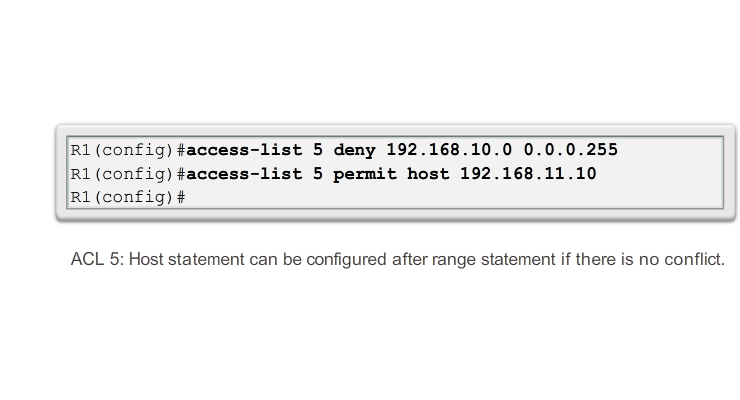 R1(config)#access-list 5 deny 192.168.10.0 0.0.0.255
R1(config)#access-list 5 permit host 192.168.11.10
R1(config)#
ACL 5: Host statement can be configured after range statement if there is no conflict.